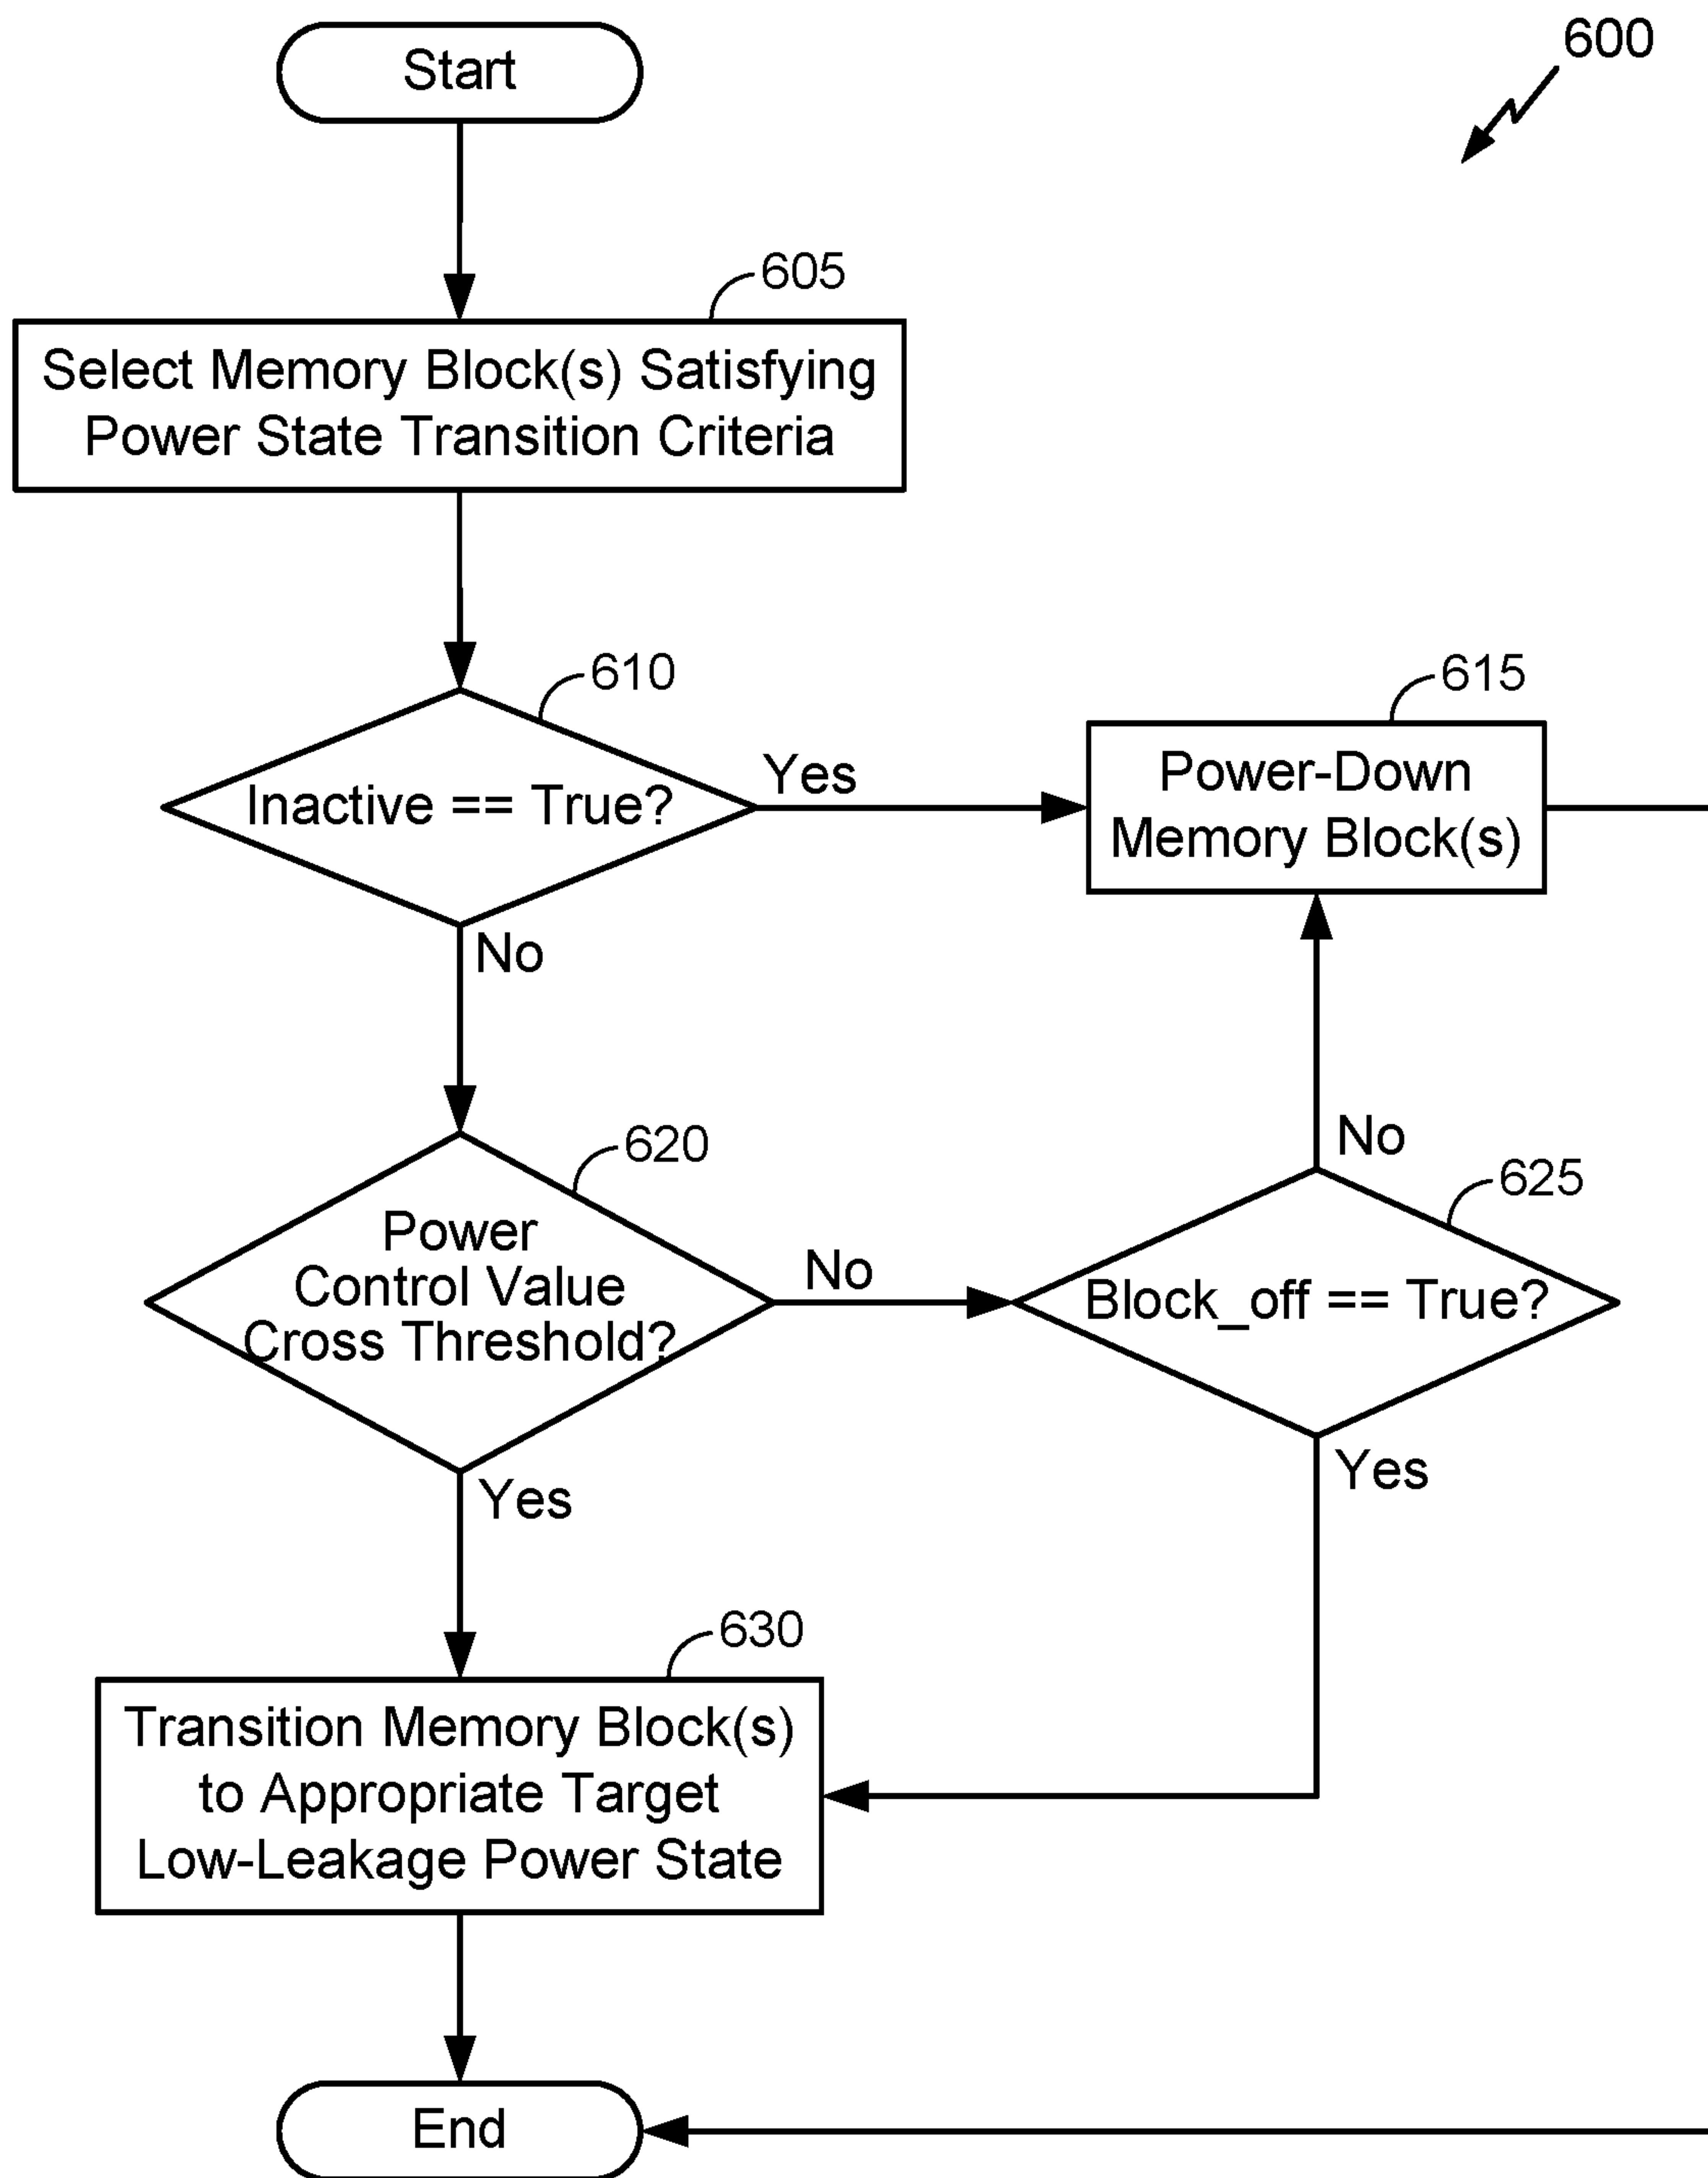 Start
600
605
Select Memory Block(s) Satisfying
Power State Transition Criteria
610
Inactive == True?
Yes
No
615
Power-Down
Memory Block(s)
620
Power
Control Value
Cross Threshold?
No
Yes
No
625
Block_off == True?
Yes
630
Transition Memory Block(s)
to Appropriate Target
Low-Leakage Power State
End